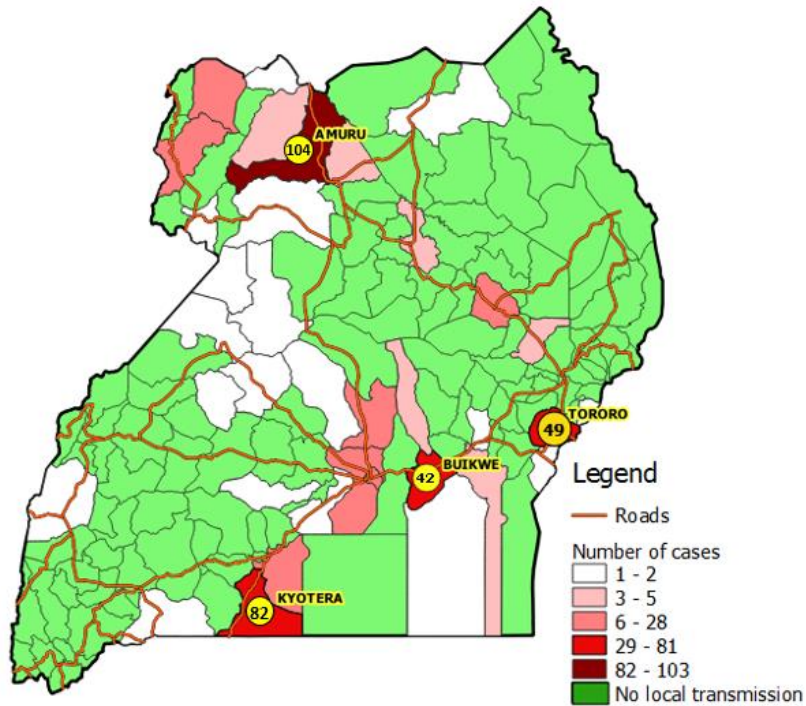 AMURU
104
TORORO
49
BUIKWE
42
KYOTERA
82
Legend
Roads
Number of cases
1 - 2
3 - 5
6 - 28
29 - 81
82 - 103
No local transmission